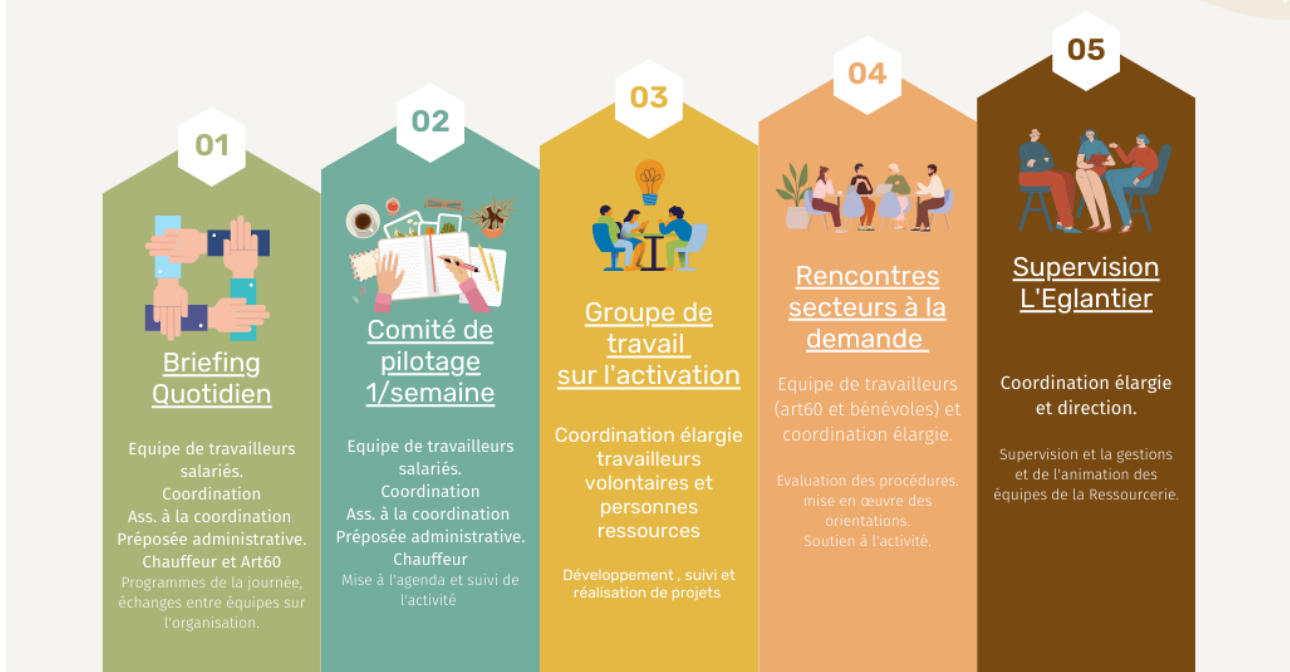 01
Briefing
Quotidien
Equipe de travailleurs
salariés.
Coordination
Ass. à la coordination
Préposée administrative.
Chauffeur et Art60
Programmes de la journée,
échanges entre équipes sur
l'organisation.
02
Comité de
pilotage
1/semaine
Equipe de travailleurs
salariés.
Coordination
Ass. à la coordination
Préposée administrative.
Chauffeur
Mise à l'agenda et suivi de
l'activité
03
Groupe de
travail
sur l'activation
Coordination élargie
travailleurs
volontaires et
personnes
ressources
Développement , suivi et
réalisation de projets
04
Rencontres
secteurs à la
demande
Equipe de travailleurs
(art60 et bénévoles) et
coordination élargie.
Evaluation des procédures.
mise en œuvre des
orientations.
Soutien à l'activité.
05
Supervision
L'Eglantier
Coordination élargie
et direction.
Supervision et la gestions
et de l'animation des
équipes de la Ressourcerie.